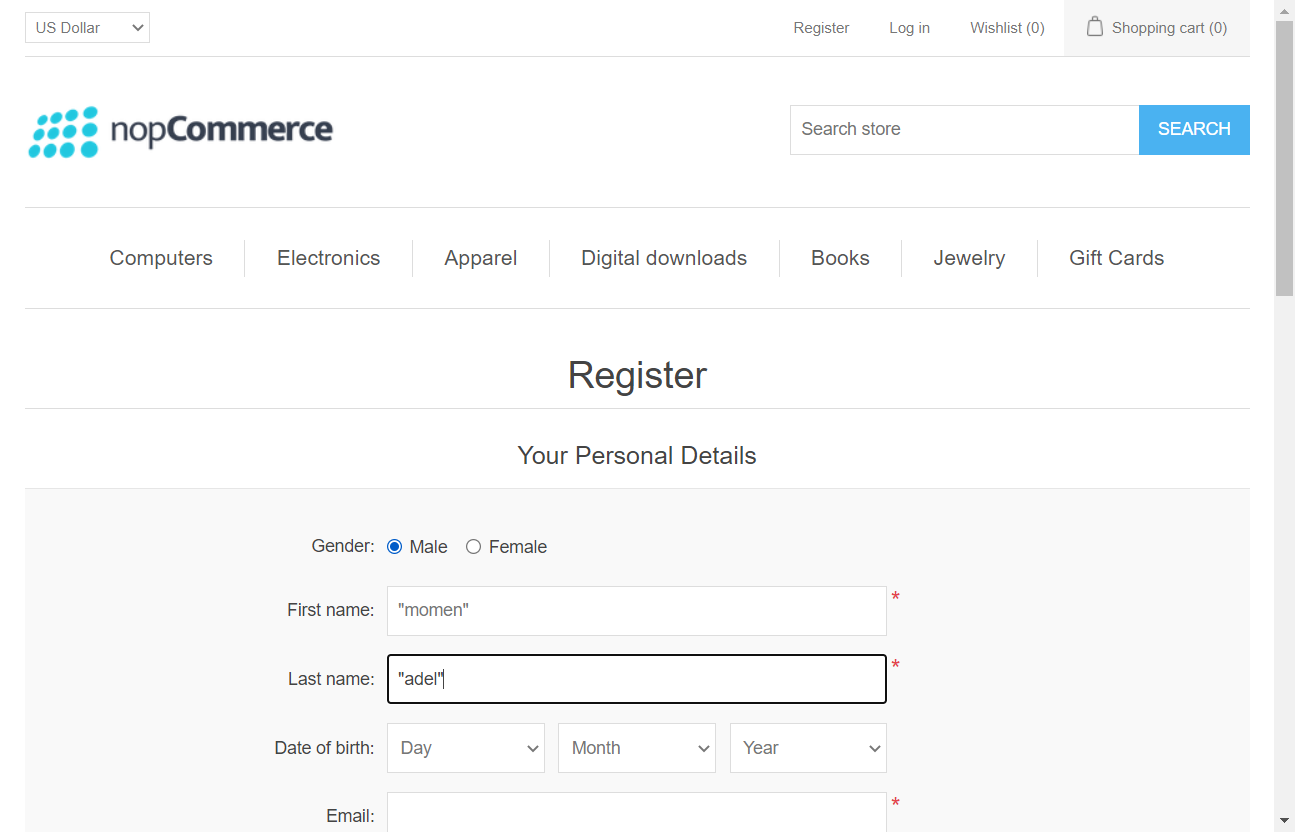 US Dollar Register Log in Wishlist (0) Shopping cart (0)
nopCommerce Search store SEARCH
Computers Electronics Apparel Digital downloads Books Jewelry Gift Cards
Register
Your Personal Details
Gender: Male Female
First name: "momen" *
Last name: "adel" *
Date of birth: Day Month Year
Email: *